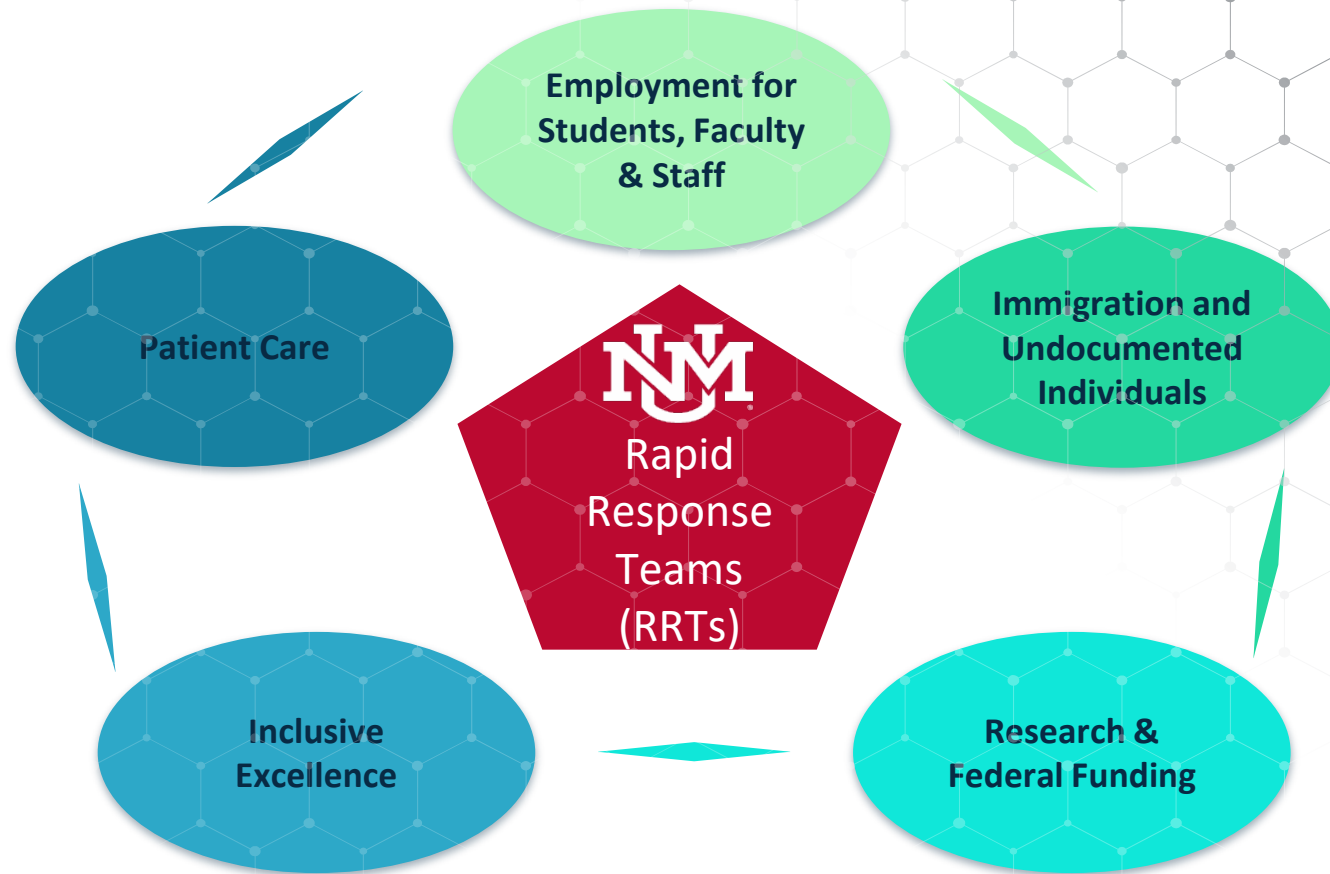 Employment for
Students, Faculty
& Staff
Patient Care
Immigration and
Undocumented
Individuals
UNM
Rapid
Response
Teams
(RRTs)
Inclusive
Excellence
Research &
Federal Funding